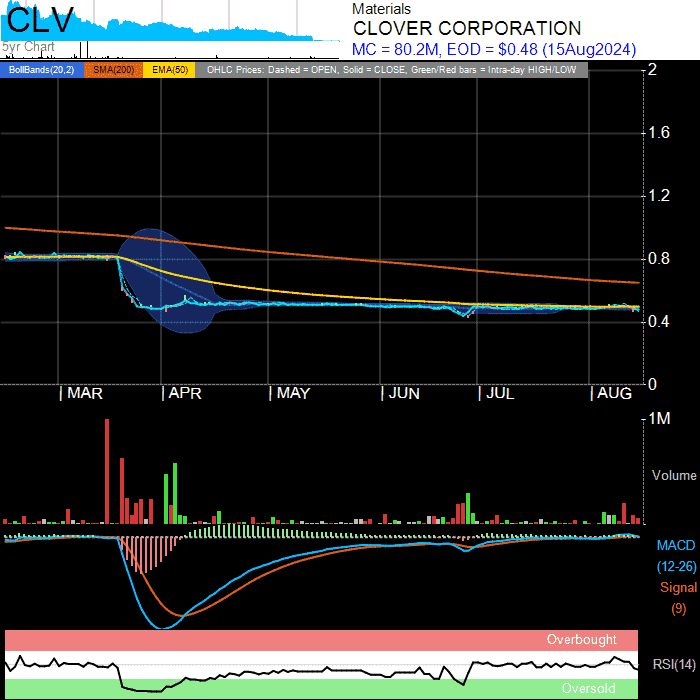 CLV
5yr Chart
Materials
CLOVER CORPORATION
MC = 80.2M, EOD = $0.48 (15Aug2024)
BollBands(20,2) SMA(200) EMA(50) OHLC Prices: Dashed = OPEN, Solid = CLOSE, Green/Red bars = Intra-day HIGH/LOW
2
1.6
1.2
0.8
0.4
0
MAR APR MAY JUN JUL AUG
1M
Volume
MACD
(12-26)
Signal
(9)
Overbought
RSI(14)
Oversold